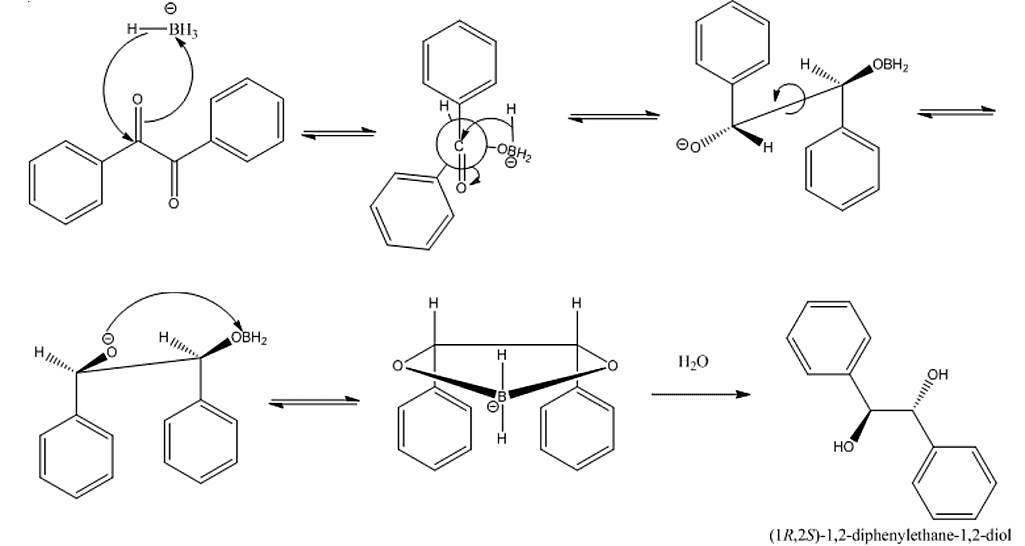 ⊖
H—BH₃
O
O
H
H
C
OBH₂
⊖
O
H
OBH₂
⊖O
H
H
⊖
O
H
OBH₂
H
H
O
H
O
B
⊖
H
H₂O
OH
HO
(1R,2S)-1,2-diphenylethane-1,2-diol